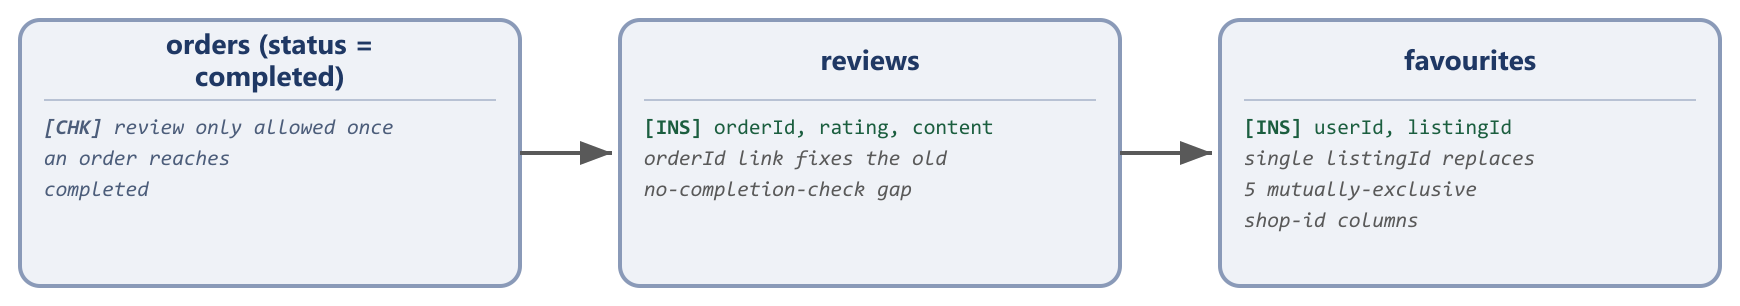 orders (status =
completed)
[CHK] review only allowed once
an order reaches
completed
reviews
[INS] orderId, rating, content
orderId link fixes the old
no-completion-check gap
favourites
[INS] userId, listingId
single listingId replaces
5 mutually-exclusive
shop-id columns